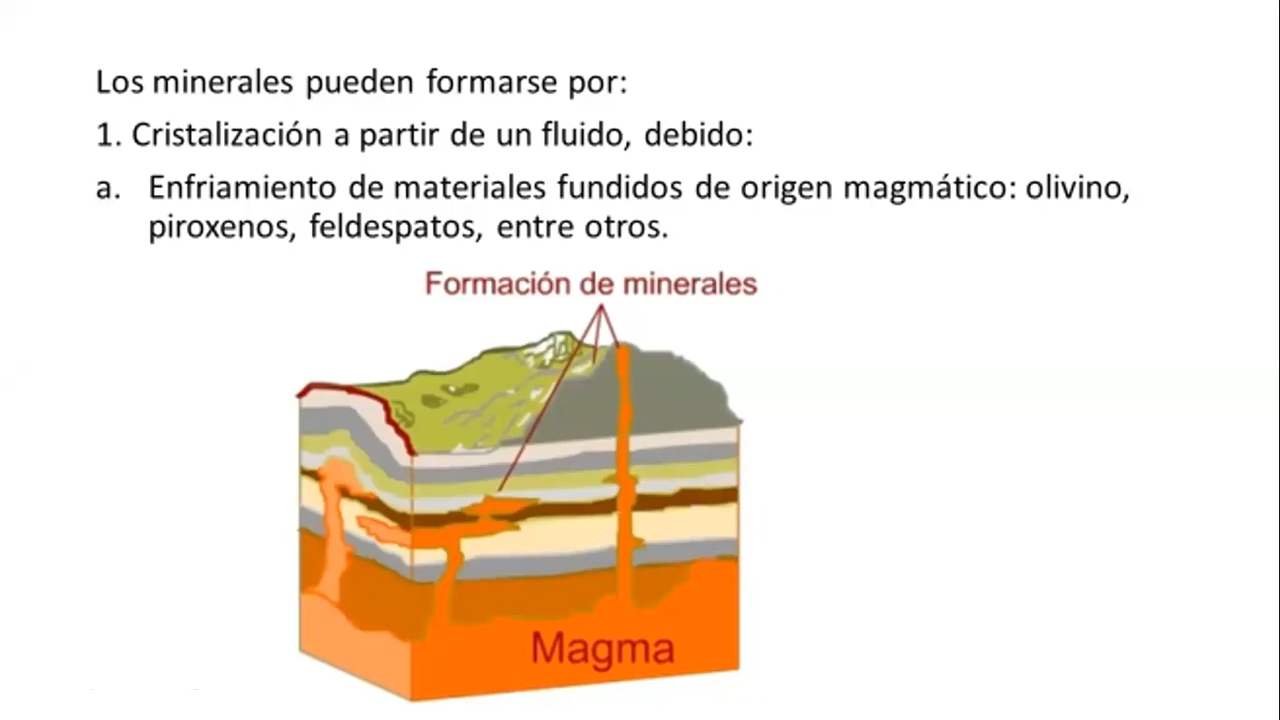 Los minerales pueden formarse por:
1. Cristalización a partir de un fluido, debido:
a. Enfriamiento de materiales fundidos de origen magmático: olivino,
piroxenos, feldespatos, entre otros.
Formación de minerales
Magma